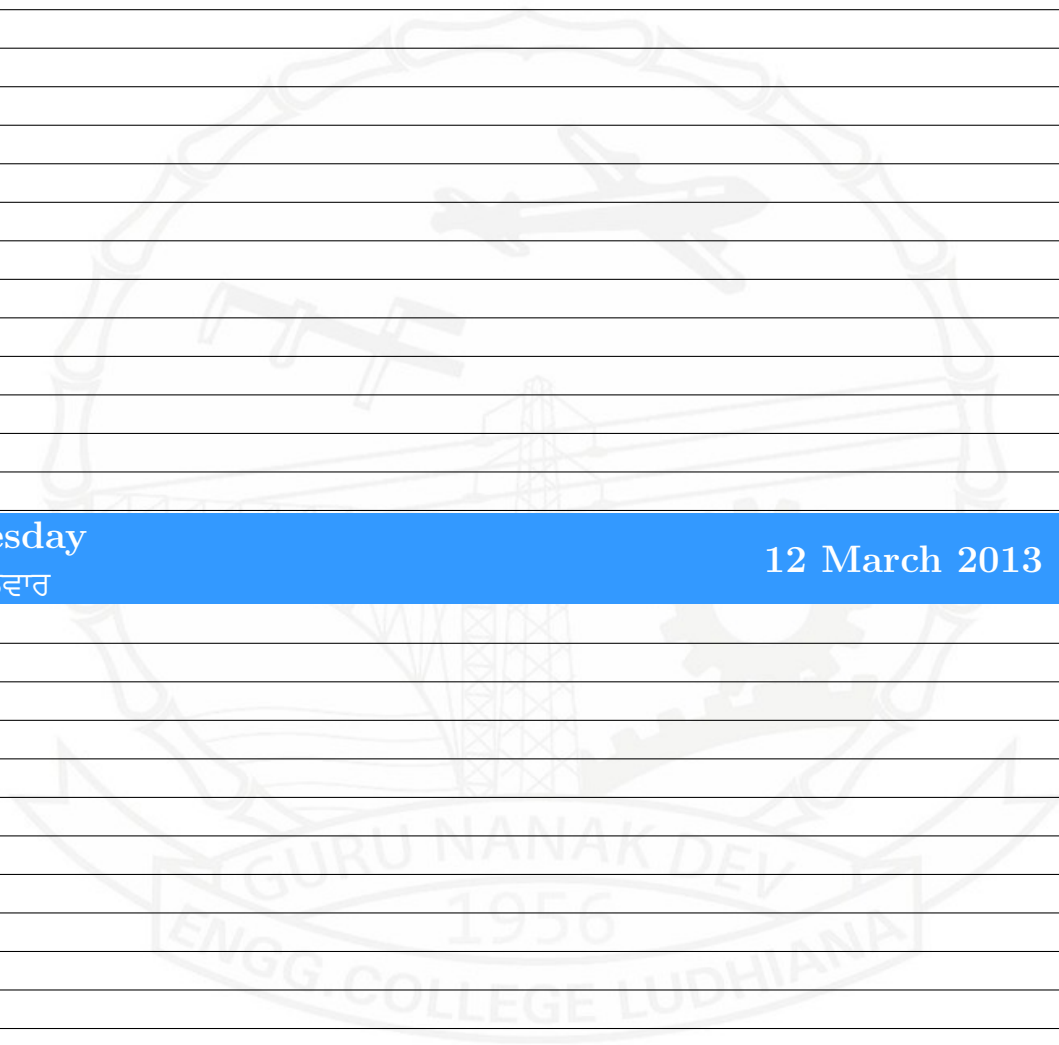 esday
ਵਾਰ
12 March 2013
GURU NANAK DEV
1956
ENGG. COLLEGE LUDHIANA